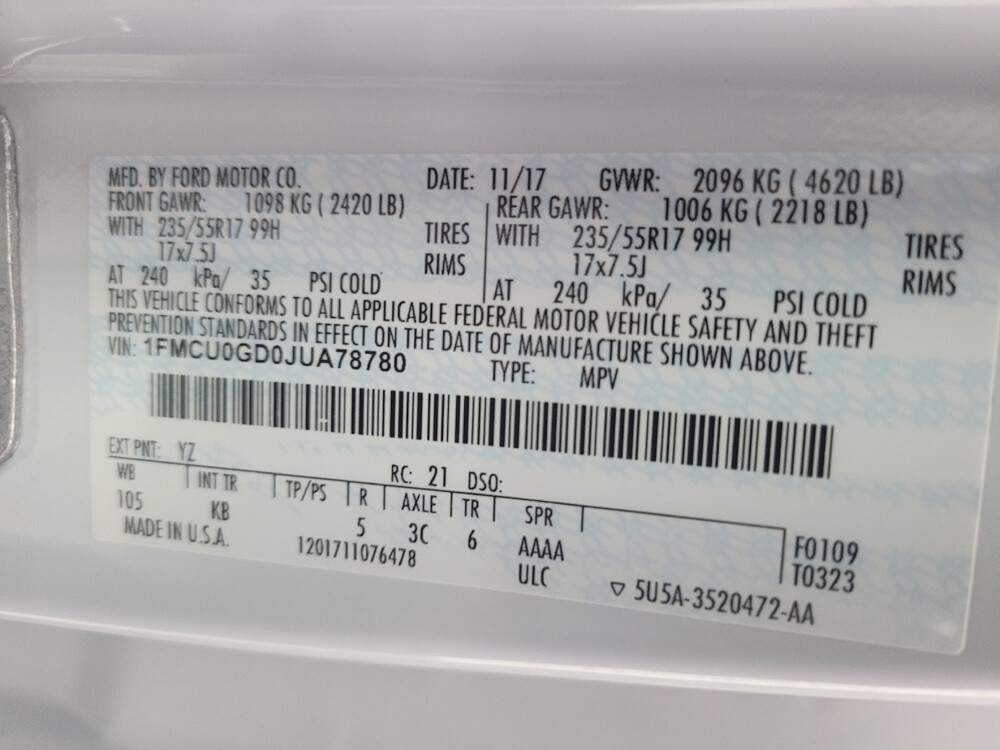 MFD. BY FORD MOTOR CO. DATE: 11/17 GVWR: 2096 KG ( 4620 LB)
FRONT GAWR: 1098 KG ( 2420 LB) REAR GAWR: 1006 KG ( 2218 LB)
WITH 235/55R17 99H TIRES WITH 235/55R17 99H TIRES
17x7.5J RIMS 17x7.5J RIMS
AT 240 kPa/ 35 PSI COLD AT 240 kPa/ 35 PSI COLD
THIS VEHICLE CONFORMS TO ALL APPLICABLE FEDERAL MOTOR VEHICLE SAFETY AND THEFT
PREVENTION STANDARDS IN EFFECT ON THE DATE OF MANUFACTURE SHOWN ABOVE.
VIN: 1FMCU0GD0JUA78780 TYPE: MPV
EXT PNT: YZ RC: 21 DSO:
WB INT TR TP/PS R AXLE TR SPR
105 KB 5 3C 6 AAAA F0109
MADE IN U.S.A. 1201711076478 ULC T0323
▽ 5U5A-3520472-AA